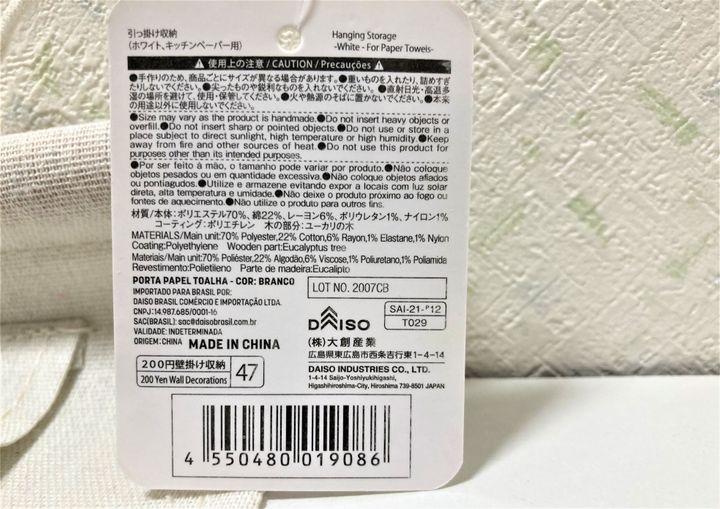 引っ掛け収納
(ホワイト、キッチンペーパー用)
Hanging Storage
-White - For Paper Towels-
使用上の注意 / CAUTION / Precauções
●手作りのため、商品ごとにサイズが異なる場合があります。●重いものを入れたり、詰めすぎ
たりしないでください。●尖ったものや鋭利なものを入れないでください。●直射日光・高温多
湿の場所を避けて、使用・保管してください。●火や熱源のそばに置かないでください。●本来
の用途以外に使用しないでください。
●Size may vary as the product is handmade.●Do not insert heavy objects or
overfill.●Do not insert sharp or pointed objects.●Do not use or store in a
place subject to direct sunlight, high temperature or high humidity.●Keep
away from fire and other sources of heat.●Do not use this product for
purposes other than its intended purposes.
●Por ser feito à mão, o tamanho pode variar por produto.●Não coloque
objetos pesados ou em quantidade excessiva.●Não coloque objetos afiados
ou pontiagudos.●Utilize e armazene evitando expor a locais com luz solar
direta, alta temperatura e umidade.●Não deixe o produto próximo ao fogo ou
fontes de aquecimento.●Não utilize o produto para outros fins.
材質/本体:ポリエステル70%、綿22%、レーヨン6%、ポリウレタン1%、ナイロン1%
コーティング:ポリエチレン 木の部分:ユーカリの木
MATERIALS/Main unit:70% Polyester,22% Cotton,6% Rayon,1% Elastane,1% Nylon
Coating:Polyethylene Wooden part:Eucalyptus tree
Materiais/Main unit:70% Poliéster,22% Algodão,6% Viscose,1% Poliuretano,1% Poliamida
Revestimento:Polietileno Parte de madeira:Eucalipto
PORTA PAPEL TOALHA - COR: BRANCO
IMPORTADO PARA BRASIL POR:
DAISO BRASIL COMÉRCIO E IMPORTAÇÃO LTDA.
CNPJ:14.987.685/0001-16
SAC(BRASIL): sac@daisobrasil.com.br
VALIDADE: INDETERMINADA
ORIGEM:CHINA MADE IN CHINA
200円壁掛け収納
200 Yen Wall Decorations
47
LOT NO. 2007CB
DAISO
SAI-21-P12
T029
(株)大創産業
広島県東広島市西条吉行東1-4-14
DAISO INDUSTRIES CO., LTD.
1-4-14 Saijo-Yoshiyukihigashi,
Higashihiroshima-City, Hiroshima 739-8501 JAPAN
4 550480 019086